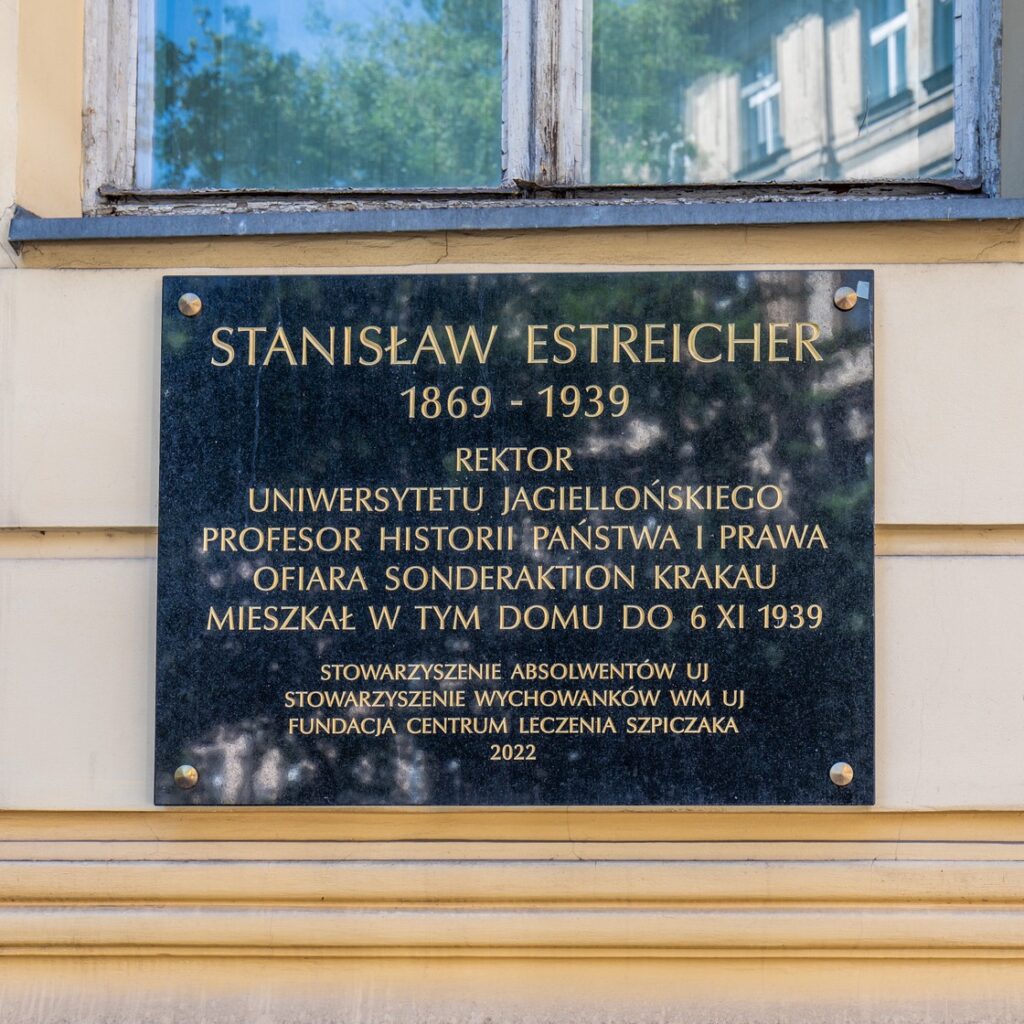 STANISŁAW ESTREICHER
1869 - 1939
REKTOR
UNIWERSYTETU JAGIELLOŃSKIEGO
PROFESOR HISTORII PAŃSTWA I PRAWA
OFIARA SONDERAKTION KRAKAU
MIESZKAŁ W TYM DOMU DO 6 XI 1939
STOWARZYSZENIE ABSOLWENTÓW UJ
STOWARZYSZENIE WYCHOWANKÓW WM UJ
FUNDACJA CENTRUM LECZENIA SZPICZAKA
2022